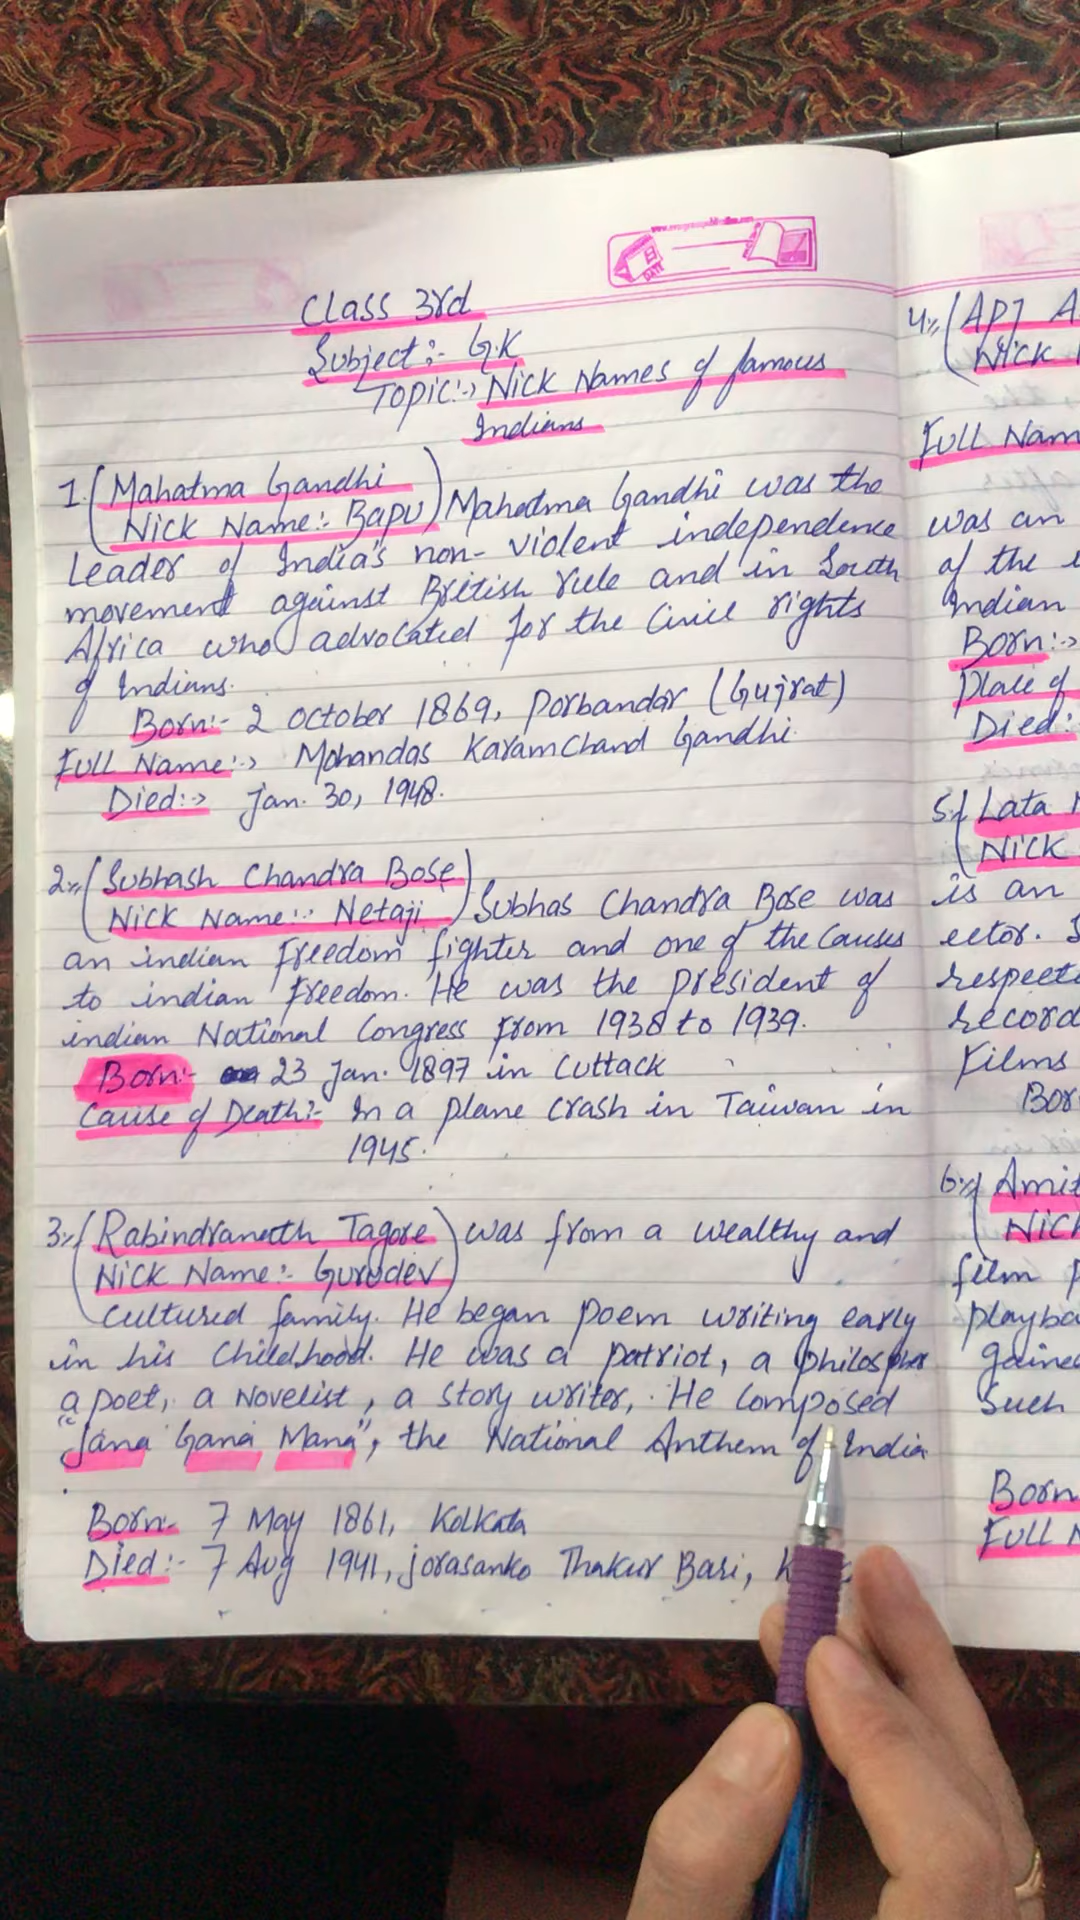 Class 3rd
Subject:- G.K
Topic:-> Nick Names of famous
Indians
1. (Mahatma Gandhi
Nick Name:- Bapu) Mahatma Gandhi was the
Leader of India's non-violent independence
movement against British rule and in South
Africa who advocated for the Civil rights
of Indians.
Born:- 2 October 1869, Porbandar (Gujrat)
Full Name:-> Mohandas Karamchand Gandhi.
Died:-> Jan. 30, 1948.
2. (Subhash Chandra Bose
Nick Name:- Netaji) Subhas Chandra Bose was
an indian freedom fighter and one of the causes
to indian freedom. He was the president of
indian National Congress from 1938 to 1939.
Born:- 23 Jan. 1897 in Cuttack
Cause of Death:- In a plane crash in Taiwan in
1945.
3. (Rabindranath Tagore
Nick Name:- Gurudev) was from a wealthy and
cultured family. He began poem writing early
in his Childhood. He was a patriot, a philospher
a poet, a Novelist, a story writer, . He composed
"Jana Gana Mana", the National Anthem of India
Born:- 7 May 1861, Kolkata
Died:- 7 Aug 1941, Jorasanko Thakur Bari,
4. (APJ A
Nick
Full Nam
was an
of the
Indian
Born:->
Place of
Died:
5. (Lata
Nick
is an
ector.
respecte
record
Films
Bor
6. (Amit
Nick
film
playba
gaine
Such
Born
Full N